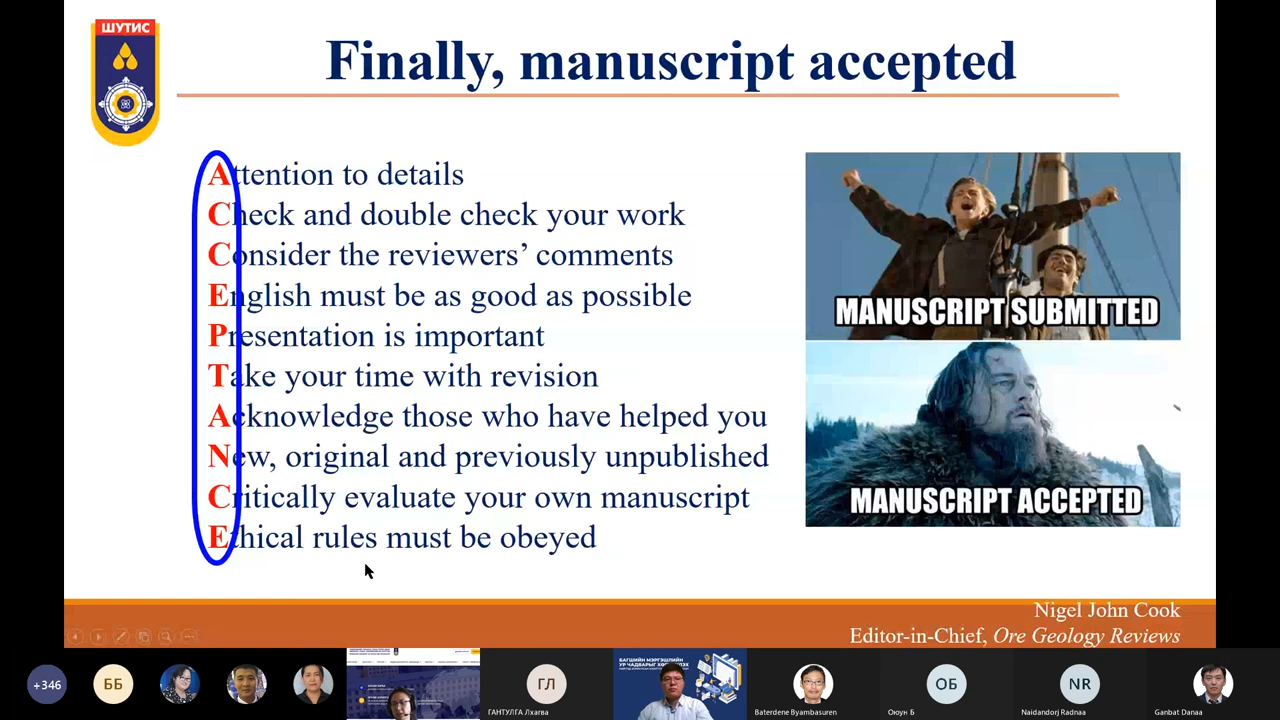 ШУТИС
Finally, manuscript accepted
Attention to details
Check and double check your work
Consider the reviewers’ comments
English must be as good as possible
Presentation is important
Take your time with revision
Acknowledge those who have helped you
New, original and previously unpublished
Critically evaluate your own manuscript
Ethical rules must be obeyed
MANUSCRIPT SUBMITTED
MANUSCRIPT ACCEPTED
Nigel John Cook
Editor-in-Chief, Ore Geology Reviews
+346
ББ
ГЛ
ГАНТУЛГА Лхагва
БАГШИЙН МЭРГЭШЛИЙН
Baterdene Byambasuren
ОБ
Оюун Б
NR
Naidandorj Radnaa
Ganbat Danaa